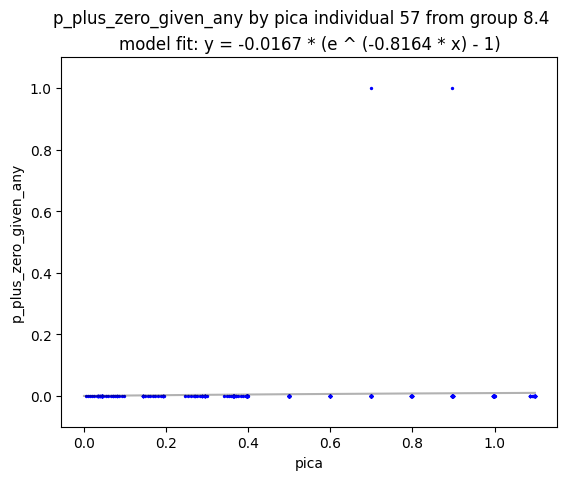 p_plus_zero_given_any by pica individual 57 from group 8.4
model fit: y = -0.0167 * (e ^ (-0.8164 * x) - 1)
1.0
0.8
0.6
0.4
0.2
0.0
p_plus_zero_given_any
0.0 0.2 0.4 0.6 0.8 1.0
pica